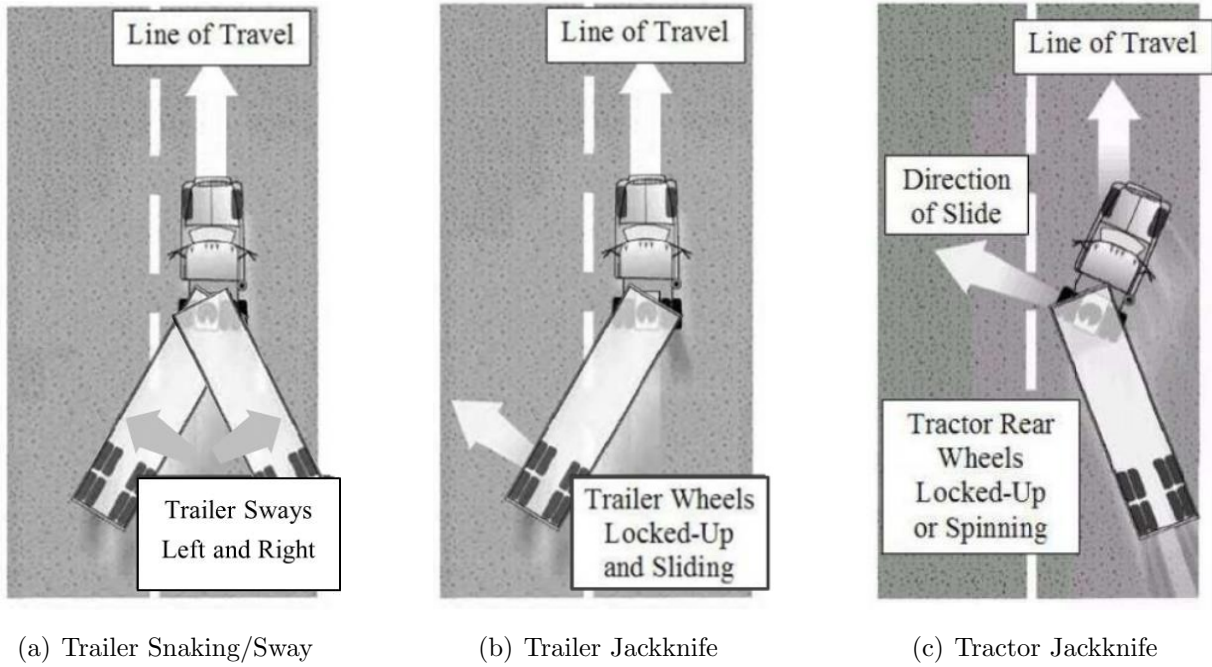 Line of Travel
Trailer Sways
Left and Right
(a) Trailer Snaking/Sway
Line of Travel
Trailer Wheels
Locked-Up
and Sliding
(b) Trailer Jackknife
Line of Travel
Direction
of Slide
Tractor Rear
Wheels
Locked-Up
or Spinning
(c) Tractor Jackknife